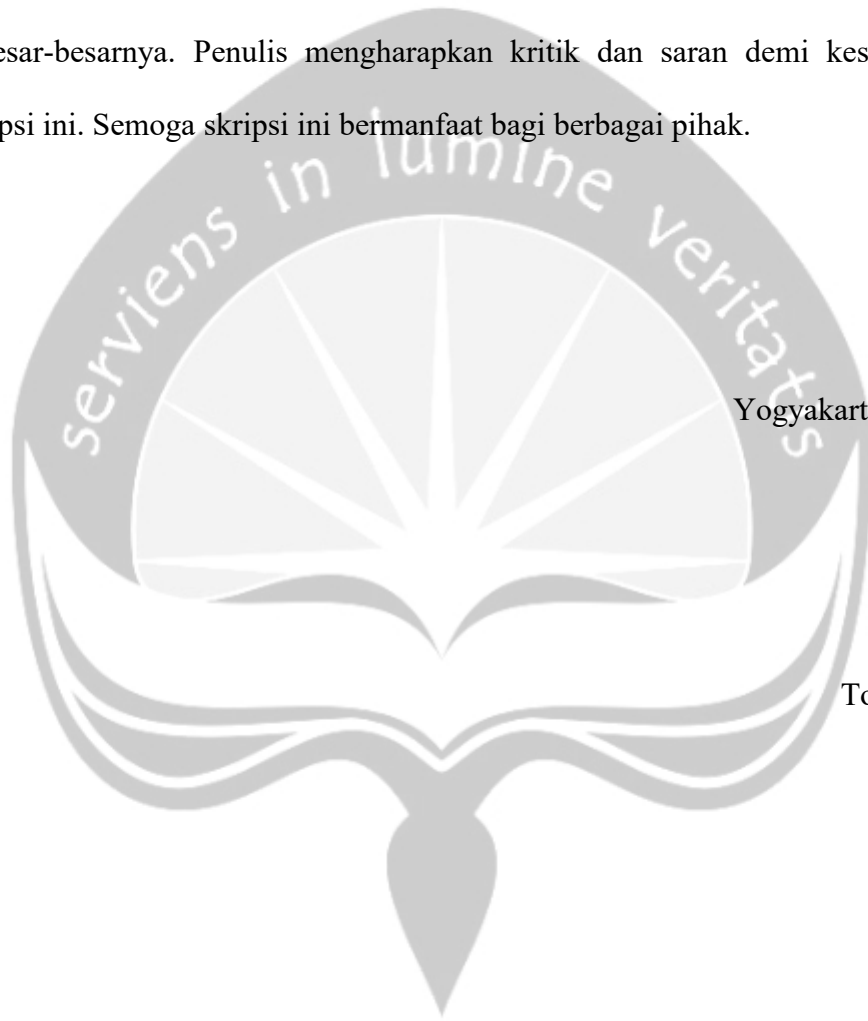 esar-besarnya. Penulis mengharapkan kritik dan saran demi kes
psi ini. Semoga skripsi ini bermanfaat bagi berbagai pihak.
serviens in lumine veritatis
Yogyakart
To